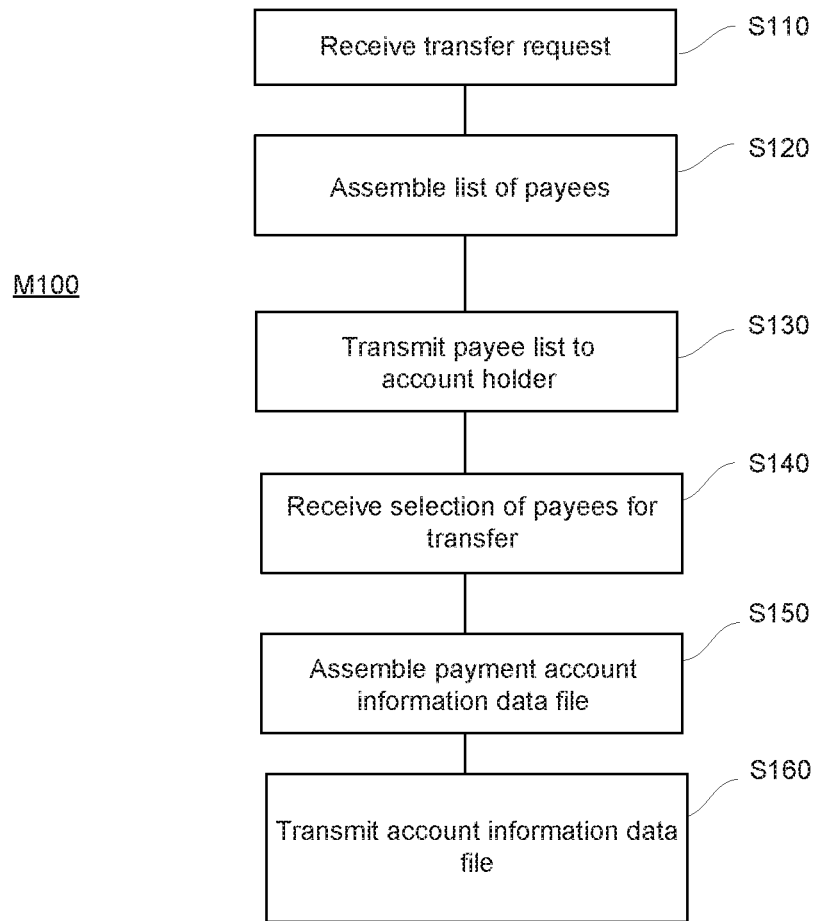 Receive transfer request
S110
Assemble list of payees
S120
M100
Transmit payee list to
account holder
S130
Receive selection of payees for
transfer
S140
Assemble payment account
information data file
S150
Transmit account information data
file
S160